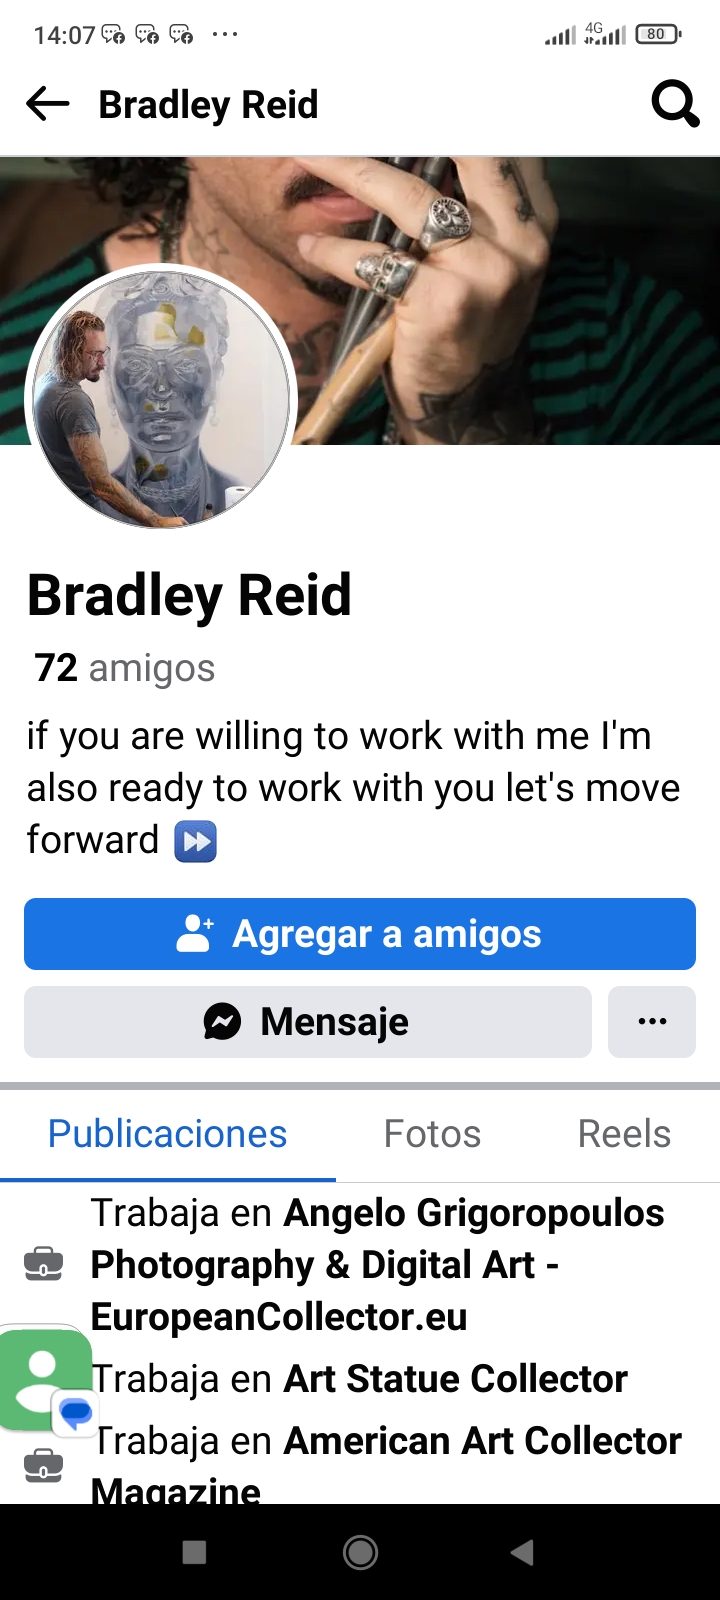 14:07 ... 4G 80
Bradley Reid
Bradley Reid
72 amigos
if you are willing to work with me I'm
also ready to work with you let's move
forward ⏩
Agregar a amigos
Mensaje
Publicaciones Fotos Reels
Trabaja en Angelo Grigoropoulos
Photography & Digital Art -
EuropeanCollector.eu
Trabaja en Art Statue Collector
Trabaja en American Art Collector
Magazine